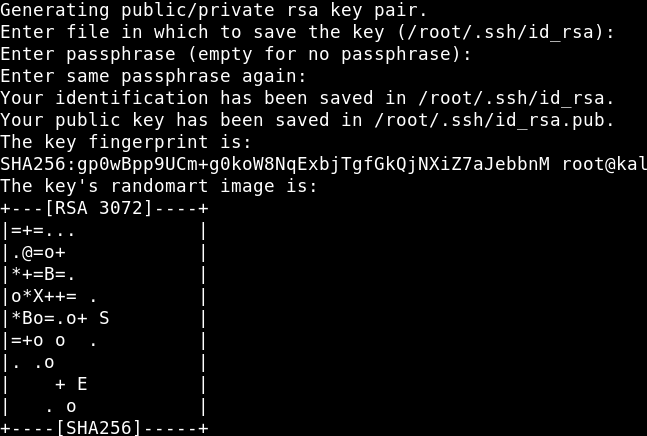 Generating public/private rsa key pair.
Enter file in which to save the key (/root/.ssh/id_rsa):
Enter passphrase (empty for no passphrase):
Enter same passphrase again:
Your identification has been saved in /root/.ssh/id_rsa.
Your public key has been saved in /root/.ssh/id_rsa.pub.
The key fingerprint is:
SHA256:gp0wBpp9UCm+g0koW8NqExbjTgfGkQjNXiZ7aJebbnM root@kal
The key's randomart image is:
+---[RSA 3072]----+
|=+=...           |
|.@=o+            |
|*+=B=.           |
|o*X++= .         |
|*Bo=.o+ S        |
|=+o o  .         |
|. .o             |
|    + E          |
|   . o           |
+----[SHA256]-----+